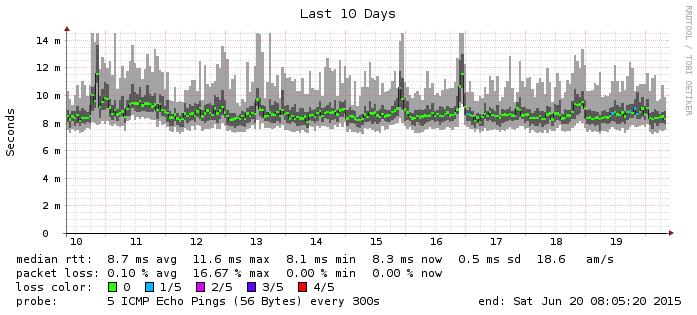 Last 10 Days
RRDTOOL / TOBI OETIKER
Seconds
14 m
12 m
10 m
8 m
6 m
4 m
2 m
0
10 11 12 13 14 15 16 17 18 19
median rtt: 8.7 ms avg 11.6 ms max 8.1 ms min 8.3 ms now 0.5 ms sd 18.6 am/s
packet loss: 0.10 % avg 16.67 % max 0.00 % min 0.00 % now
loss color: 0 1/5 2/5 3/5 4/5
probe: 5 ICMP Echo Pings (56 Bytes) every 300s end: Sat Jun 20 08:05:20 2015